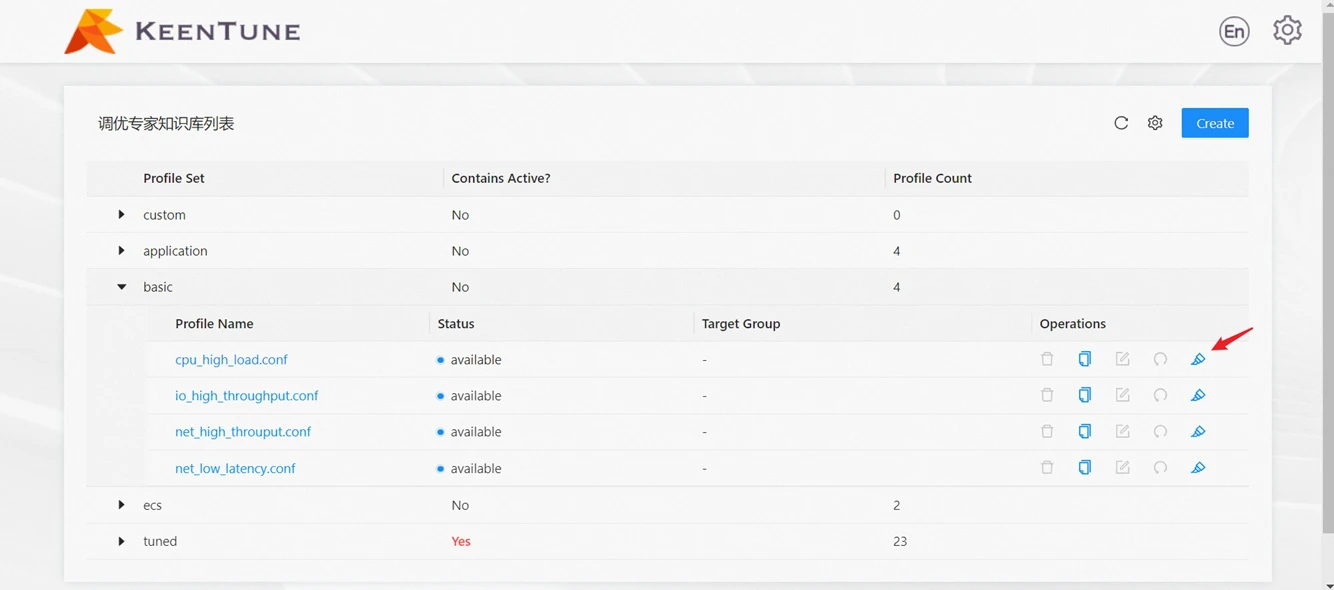 KEENTUNE
En
调优专家知识库列表
Create
Profile Set Contains Active? Profile Count
custom No 0
application No 4
basic No 4
Profile Name Status Target Group Operations
cpu_high_load.conf available -
io_high_throughput.conf available -
net_high_throuput.conf available -
net_low_latency.conf available -
ecs No 2
tuned Yes 23